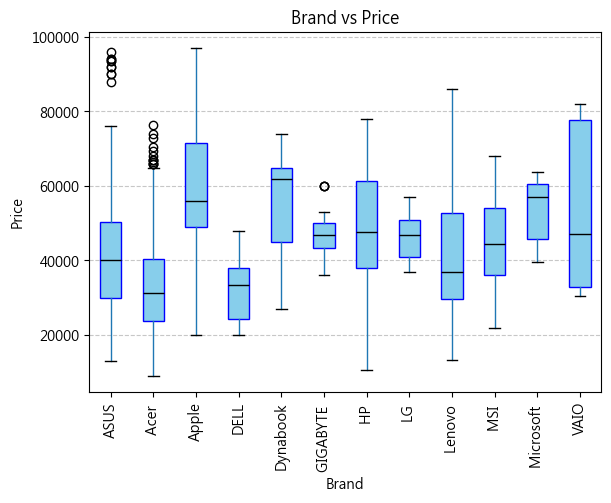 Brand vs Price
100000
80000
60000
40000
20000
Price
ASUS
Acer
Apple
DELL
Dynabook
GIGABYTE
HP
LG
Lenovo
MSI
Microsoft
VAIO
Brand